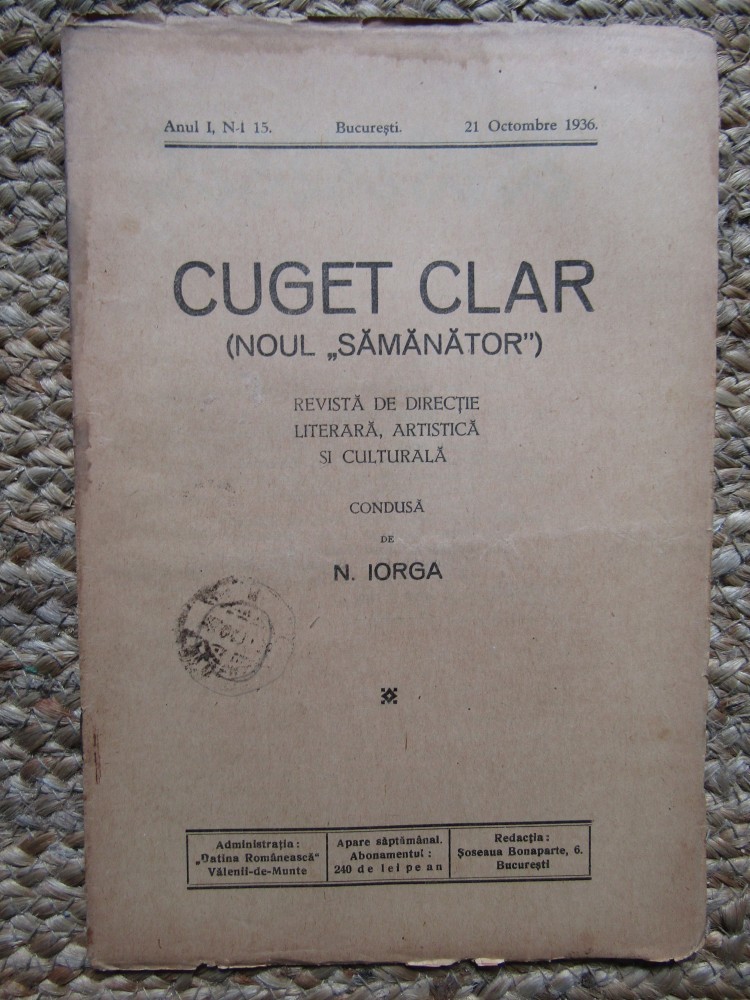 Anul I, N-l 15. București. 21 Octombre 1936.
CUGET CLAR
(NOUL „SĂMĂNĂTOR”)
REVISTĂ DE DIRECȚIE
LITERARĂ, ARTISTICĂ
SI CULTURALĂ
CONDUSĂ
DE
N. IORGA
Administrația:
„Datina Românească“
Vălenii-de-Munte
Apare săptămânal.
Abonamentul:
240 de lei pe an
Redacția:
Șoseaua Bonaparte, 6.
București